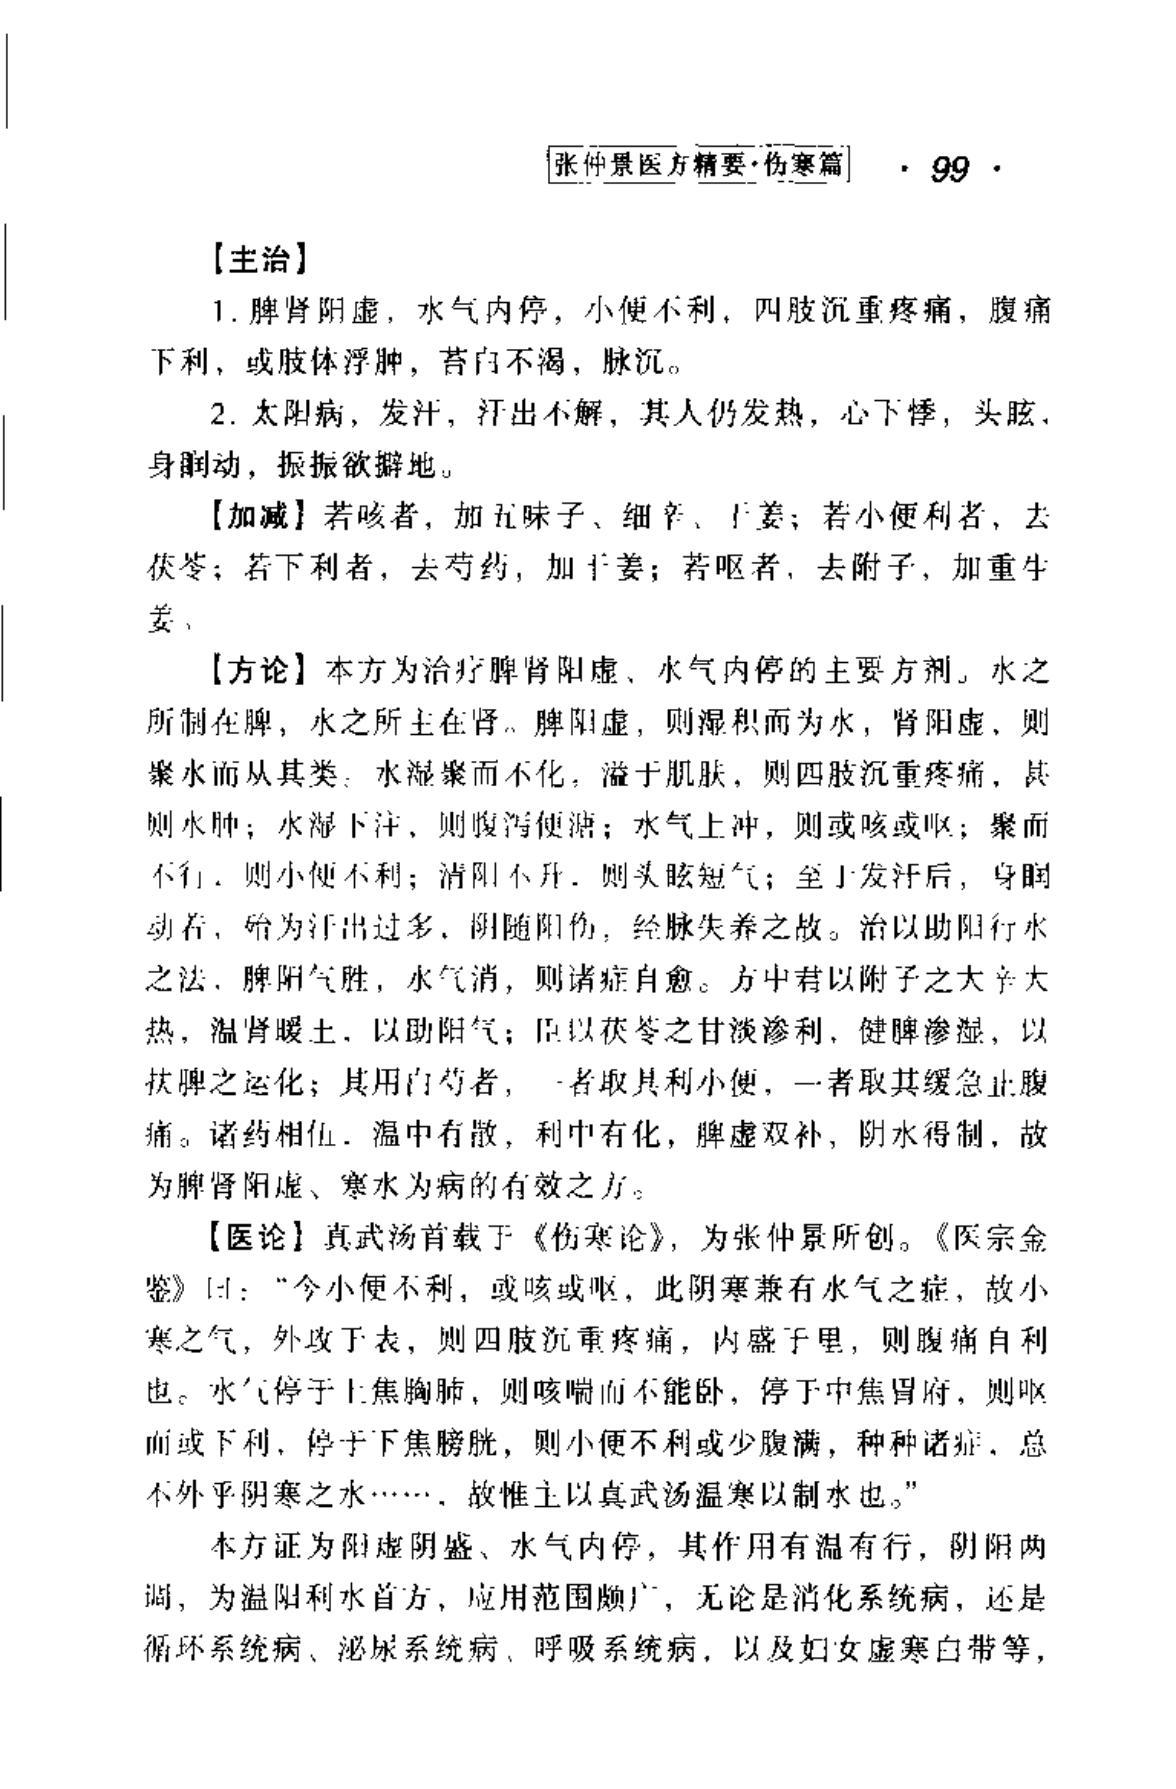 张仲景医方精要·伤寒篇 · 99 ·
【主治】
1. 脾肾阳虚，水气内停，小便不利，四肢沉重疼痛，腹痛
下利，或肢体浮肿，苔白不渴，脉沉。
2. 太阳病，发汗，汗出不解，其人仍发热，心下悸，头眩、
身瞤动，振振欲擗地。
【加减】若咳者，加五味子、细辛、干姜；若小便利者，去
茯苓；若下利者，去芍药，加干姜；若呕者，去附子，加重生
姜、
【方论】本方为治疗脾肾阳虚、水气内停的主要方剂。水之
所制在脾，水之所主在肾。脾阳虚，则湿积而为水，肾阳虚，则
聚水而从其类；水湿聚而不化，溢于肌肤，则四肢沉重疼痛，甚
则水肿；水湿下注，则腹泻便溏；水气上冲，则或咳或呕；聚而
不行，则小便不利；清阳不升，则头眩短气；至于发汗后，身瞤
动者，殆为汗出过多，阴随阳伤，经脉失养之故。治以助阳行水
之法，脾阳气胜，水气消，则诸症自愈。方中君以附子之大辛大
热，温肾暖土，以助阳气；臣以茯苓之甘淡渗利，健脾渗湿，以
扶脾之运化；其用白芍者，一者取其利小便，一者取其缓急止腹
痛。诸药相伍，温中有散，利中有化，脾虚双补，阴水得制，故
为脾肾阳虚、寒水为病的有效之方。
【医论】真武汤首载于《伤寒论》，为张仲景所创。《医宗金
鉴》曰：“今小便不利，或咳或呕，此阴寒兼有水气之症，故小
寒之气，外攻于表，则四肢沉重疼痛，内盛于里，则腹痛自利
也。水气停于上焦胸肺，则咳喘而不能卧，停于中焦胃府，则呕
而或下利，停于下焦膀胱，则小便不利或少腹满，种种诸症，总
不外乎阴寒之水……，故惟主以真武汤温寒以制水也。”
本方证为阳虚阴盛、水气内停，其作用有温有行，阴阳两
调，为温阳利水首方，应用范围颇广，无论是消化系统病，还是
循环系统病、泌尿系统病、呼吸系统病，以及妇女虚寒白带等，